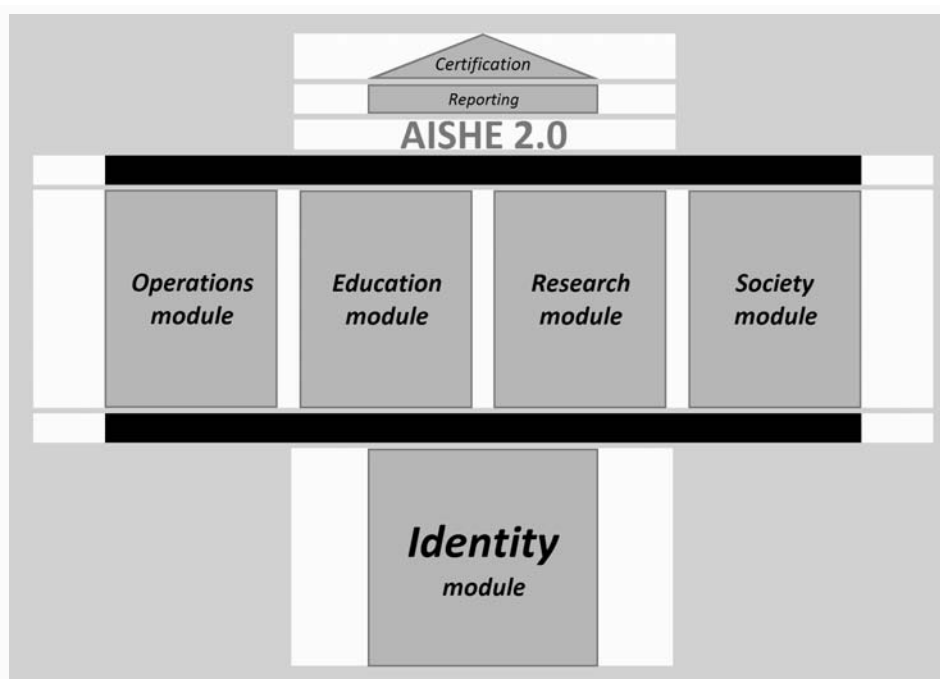 Certification
Reporting
AISHE 2.0
Operations
module
Education
module
Research
module
Society
module
Identity
module